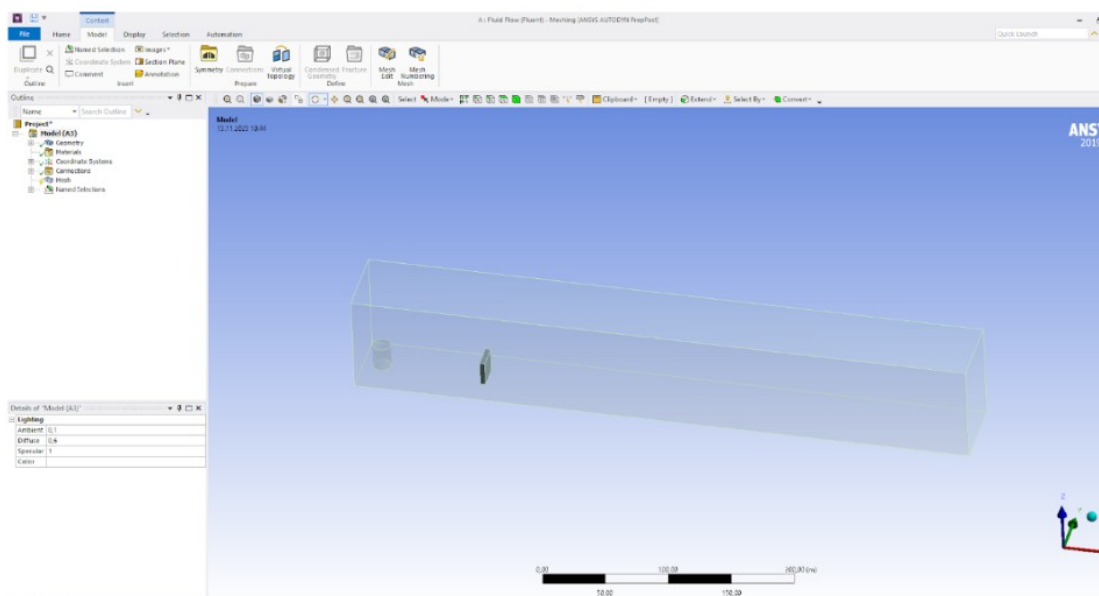 Context
A : Fluid Flow (Fluent) - Meshing [ANSYS AUTODYN PrepPost]
File Home Model Display Selection Automation
Quick Launch
Duplicate
Outline
Named Selection
Coordinate System
Comment
Images
Section Plane
Annotation
Insert
Symmetry Connections Virtual Topology
Prepare
Condensed Geometry Fracture
Define
Mesh Edit Mesh Numbering
Mesh
Outline
Name Search Outline
Select Mode Clipboard [Empty] Extend Select By Convert
Project*
Model (A3)
Geometry
Materials
Coordinate Systems
Connections
Mesh
Named Selections
Model
ANS
2019
Details of "Model (A3)"
Lighting
Ambient 0,1
Diffuse 0,6
Specular 1
Color
Z
0,00 100,00 200,00 (m)
50,00 150,00